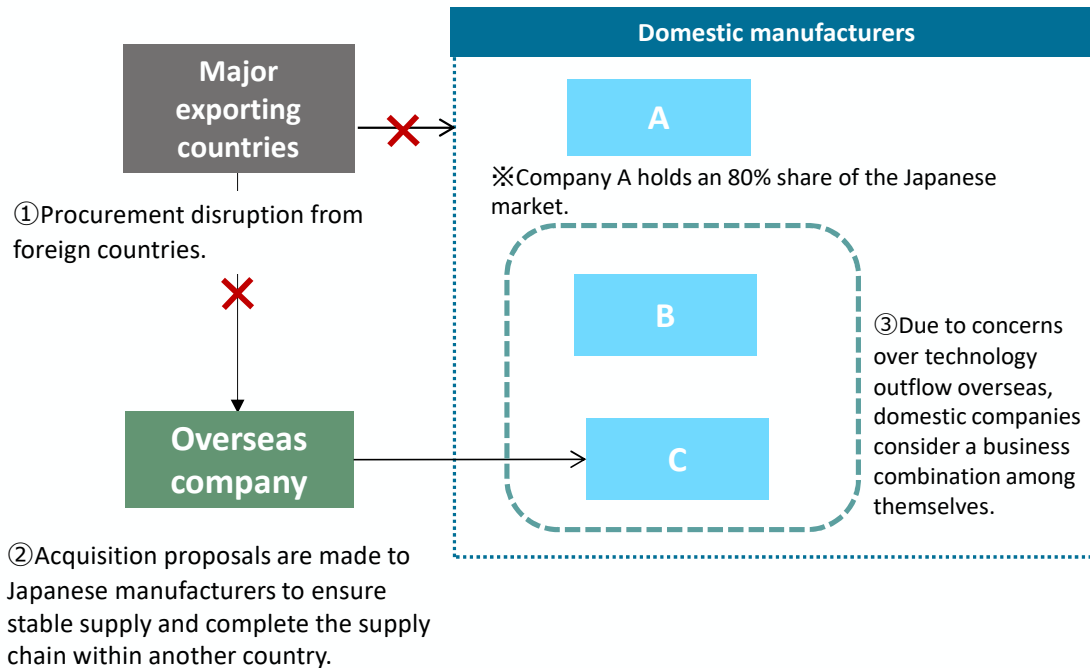 Domestic manufacturers
Major
exporting
countries
A
※Company A holds an 80% share of the Japanese
market.
①Procurement disruption from
foreign countries.
B
③Due to concerns
over technology
outflow overseas,
domestic companies
consider a business
combination among
themselves.
Overseas
company
C
②Acquisition proposals are made to
Japanese manufacturers to ensure
stable supply and complete the supply
chain within another country.